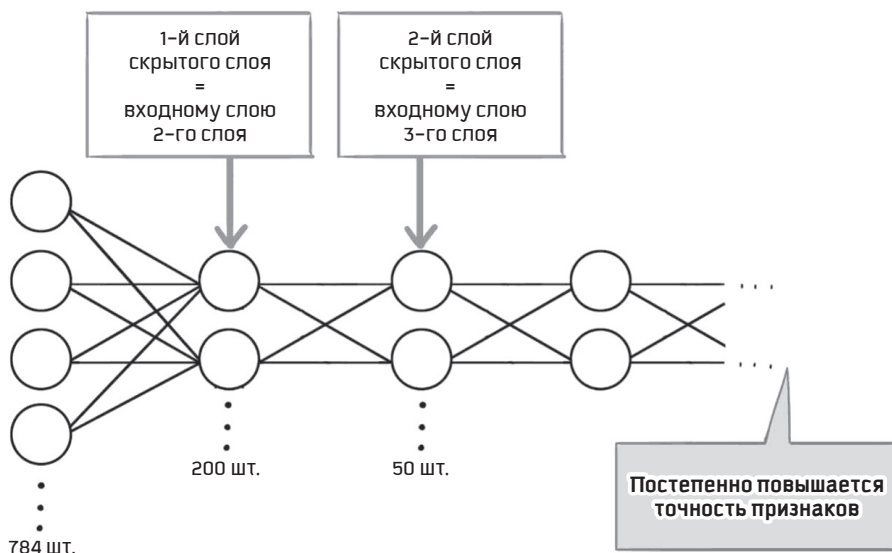 1-й слой
скрытого слоя
=
входному слою
2-го слоя
2-й слой
скрытого слоя
=
входному слою
3-го слоя
200 шт.
50 шт.
784 шт.
Постепенно повышается
точность признаков